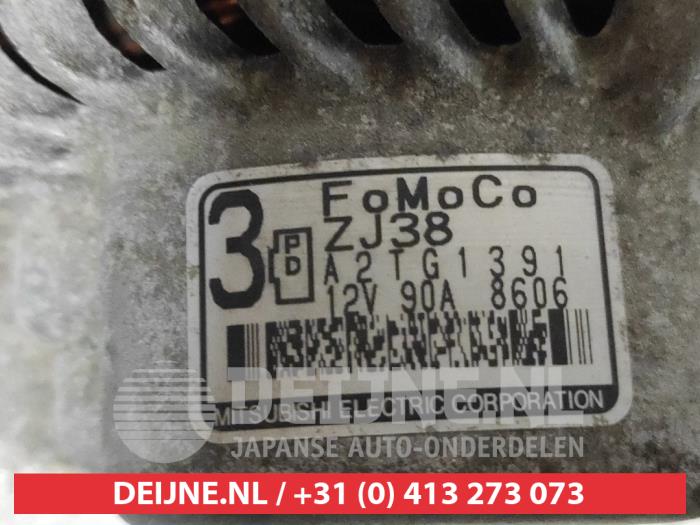 3 PD FoMoCo
ZJ38
A2TG1391
12V 90A 8606
MITSUBISHI ELECTRIC CORPORATION
DEIJNE.NL
JAPANSE AUTO-ONDERDELEN
DEIJNE.NL / +31 (0) 413 273 073